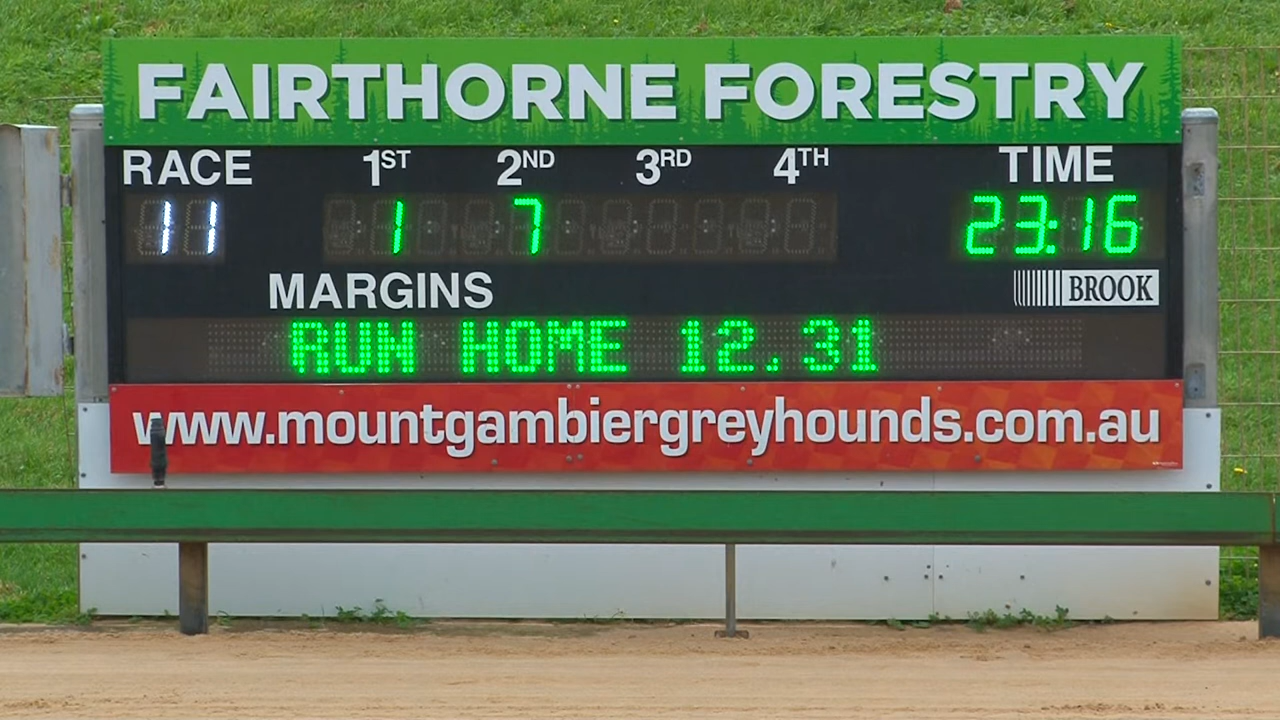 FAIRTHORNE FORESTRY
RACE 1ST 2ND 3RD 4TH TIME
11 1 7 23:16
MARGINS BROOK
RUN HOME 12.31
www.mountgambiergreyhounds.com.au